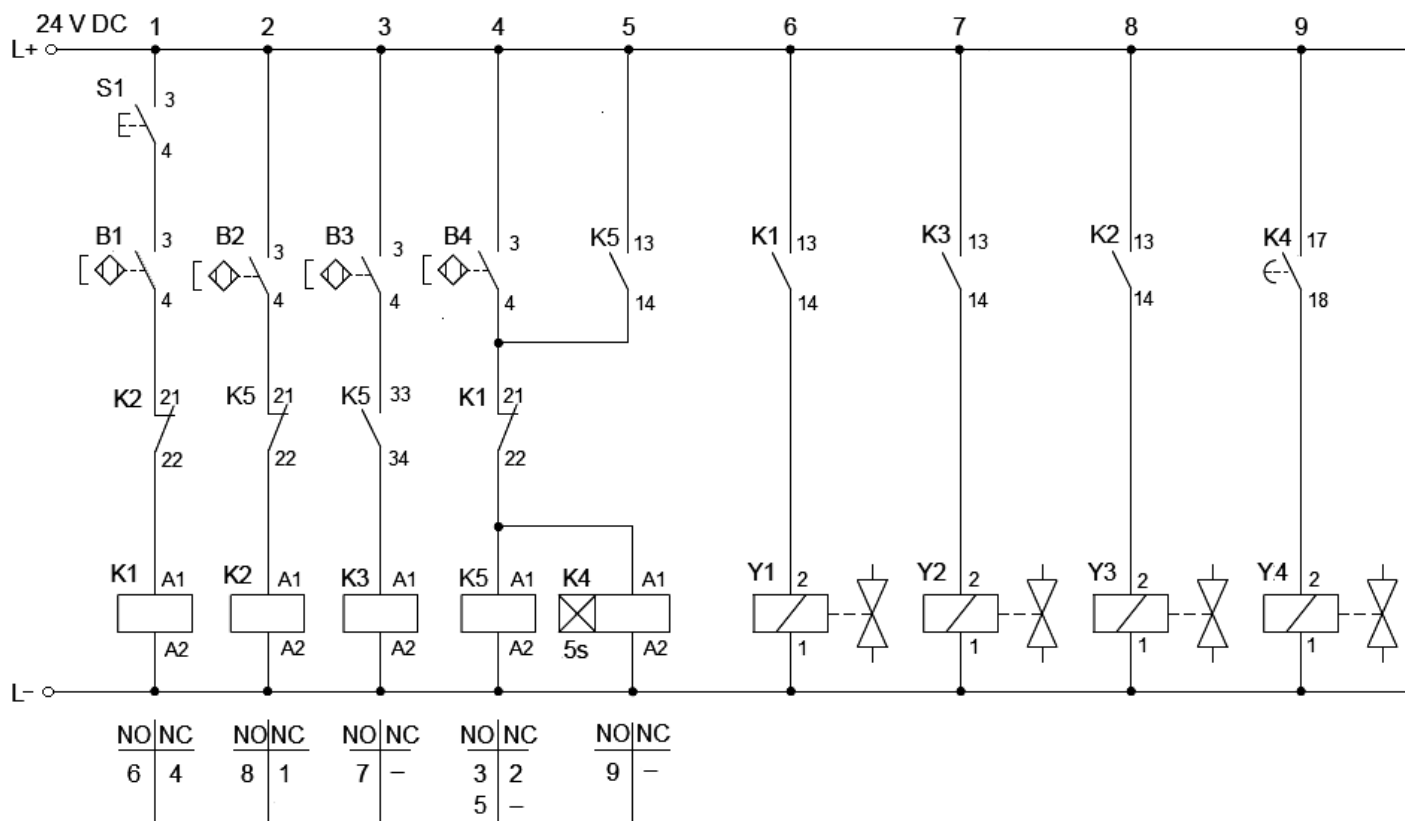 24 V DC 1 2 3 4 5 6 7 8 9
L+
S1 3
4
B1 3 B2 3 B3 3 B4 3 K5 13 K1 13 K3 13 K2 13 K4 17
4 4 4 4 14 14 14 14 18
K2 21 K5 21 K5 33 K1 21
22 22 34 22
K1 A1 K2 A1 K3 A1 K5 A1 K4 A1 Y1 2 Y2 2 Y3 2 Y4 2
A2 A2 A2 A2 5s A2 1 1 1 1
L-
NO NC NO NC NO NC NO NC NO NC
6 4 8 1 7 – 3 2 9 –
5 –